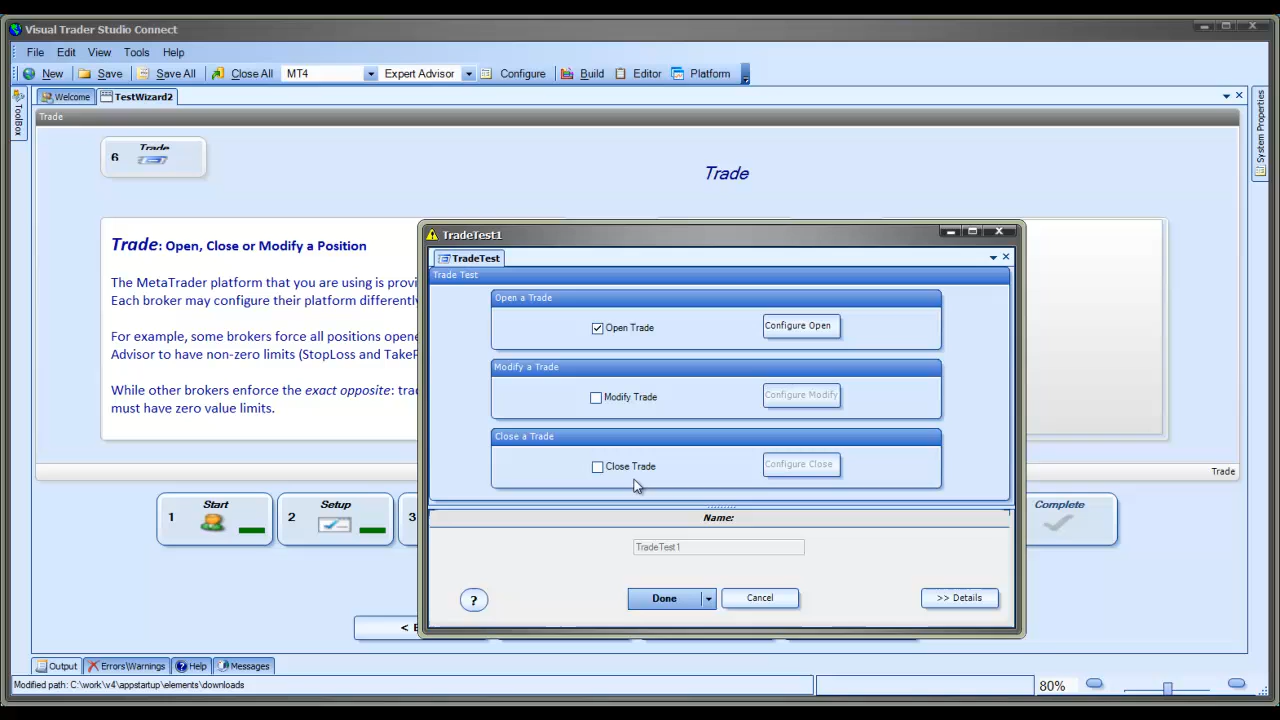 Visual Trader Studio Connect
File Edit View Tools Help
New Save Save All Close All MT4 Expert Advisor Configure Build Editor Platform
Welcome TestWizard2
ToolBox
System Properties
Trade
6 Trade
Trade
Trade: Open, Close or Modify a Position
The MetaTrader platform that you are using is
Each broker may configure their platform
For example, some brokers force all positions
Advisor to have non-zero limits (StopLoss and
While other brokers enforce the exact opposite:
must have zero value limits.
TradeTest1
TradeTest
Trade Test
Open a Trade
Open Trade Configure Open
Modify a Trade
Modify Trade Configure Modify
Close a Trade
Close Trade Configure Close
Name:
TradeTest1
? Done Cancel >> Details
Trade
1 Start
2 Setup
3
Complete
<
Output Errors\Warnings Help Messages
Modified path: C:\work\v4\appstartup\elements\downloads
80%